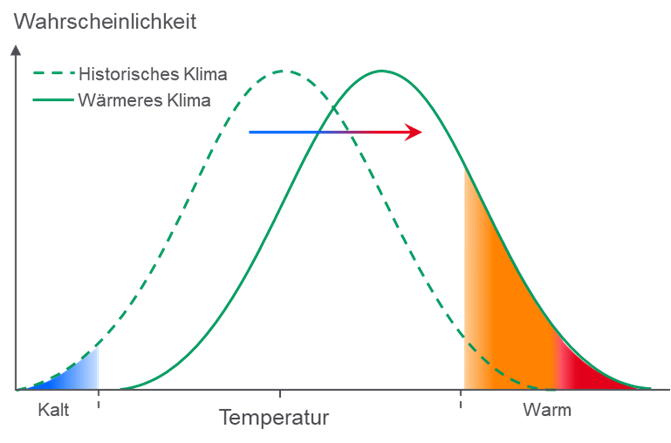 Wahrscheinlichkeit
Historisches Klima
Wärmeres Klima
Kalt
Temperatur
Warm